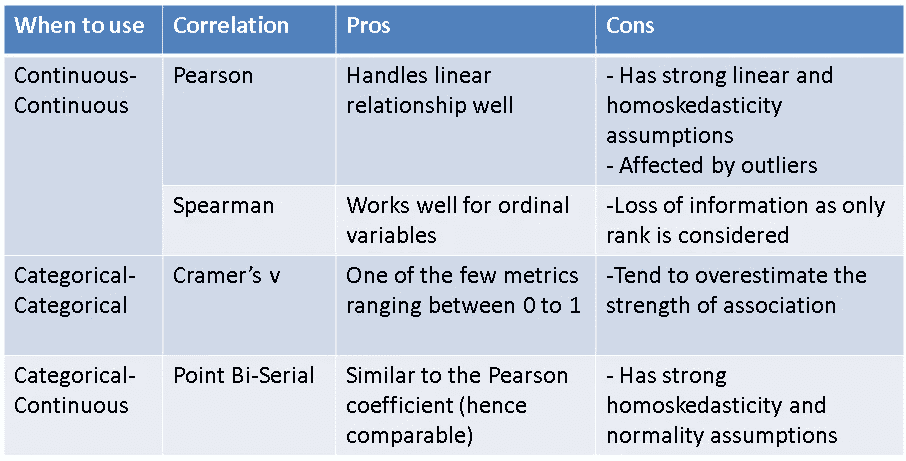 When to use
Correlation
Pros
Cons
Continuous-
Continuous
Pearson
Handles linear
relationship well
- Has strong linear and
homoskedasticity
assumptions
- Affected by outliers
Spearman
Works well for ordinal
variables
-Loss of information as only
rank is considered
Categorical-
Categorical
Cramer's v
One of the few metrics
ranging between 0 to 1
-Tend to overestimate the
strength of association
Categorical-
Continuous
Point Bi-Serial
Similar to the Pearson
coefficient (hence
comparable)
- Has strong
homoskedasticity and
normality assumptions